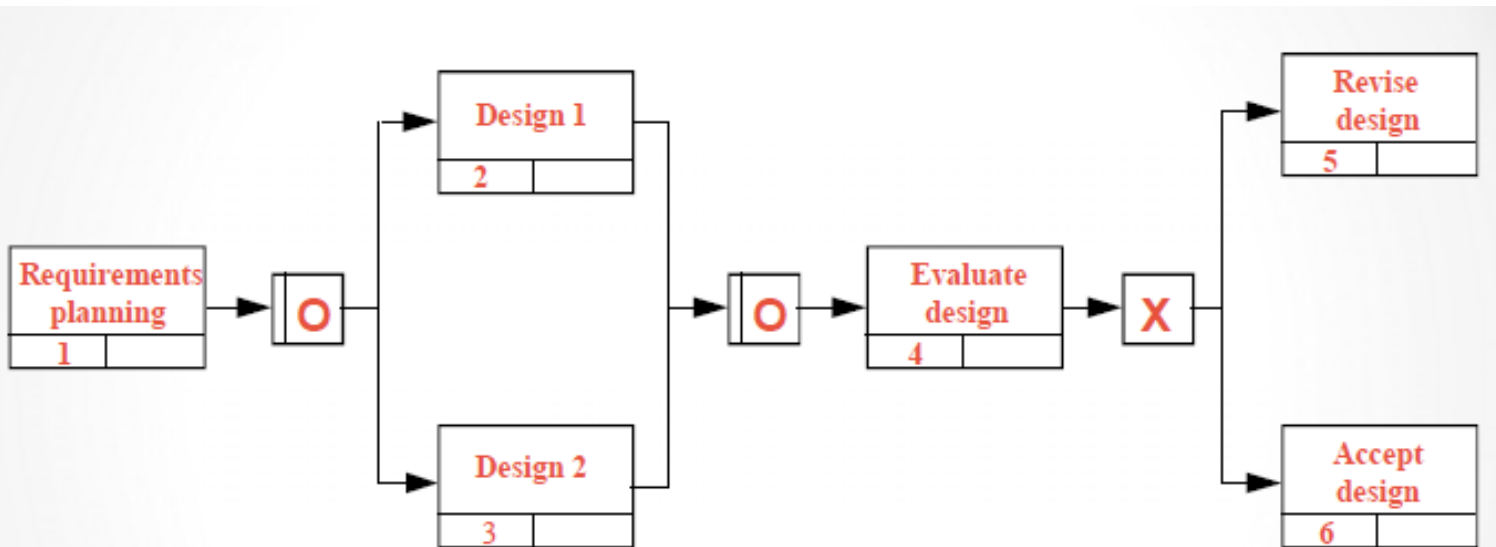 Requirements
planning
1
O
Design 1
2
Design 2
3
O
Evaluate
design
4
X
Revise
design
5
Accept
design
6